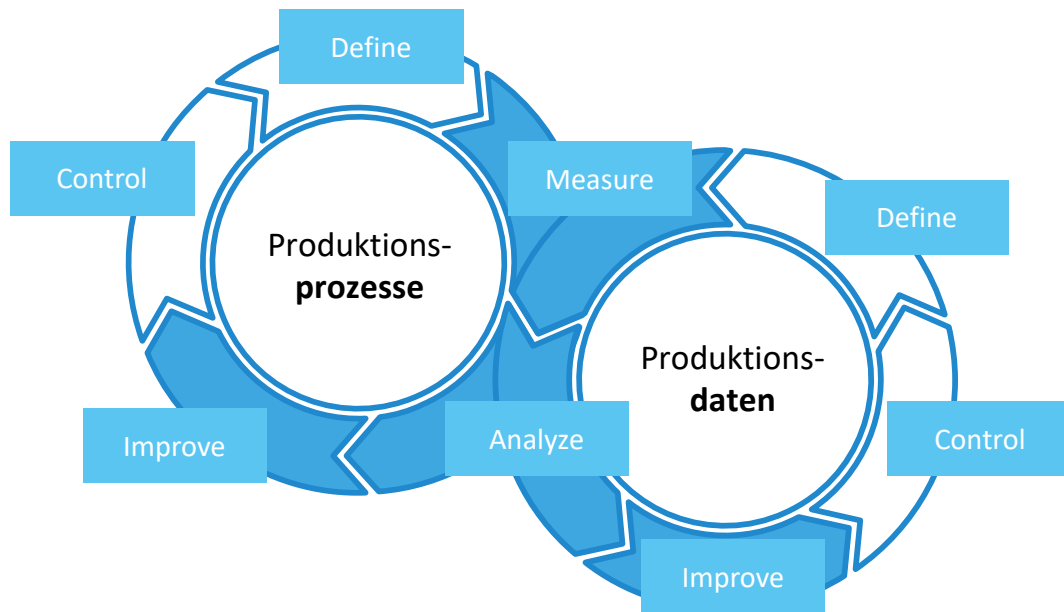 Define
Control
Measure
Define
Produktions-
prozesse
Produktions-
daten
Improve
Analyze
Control
Improve